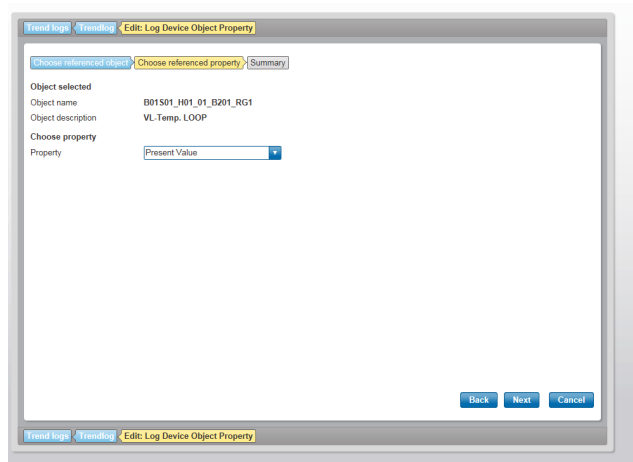 Trend logs Trendlog Edit: Log Device Object Property
Choose referenced object Choose referenced property Summary
Object selected
Object name B01S01_H01_01_B201_RG1
Object description VL-Temp. LOOP
Choose property
Property Present Value
Back Next Cancel
Trend logs Trendlog Edit: Log Device Object Property